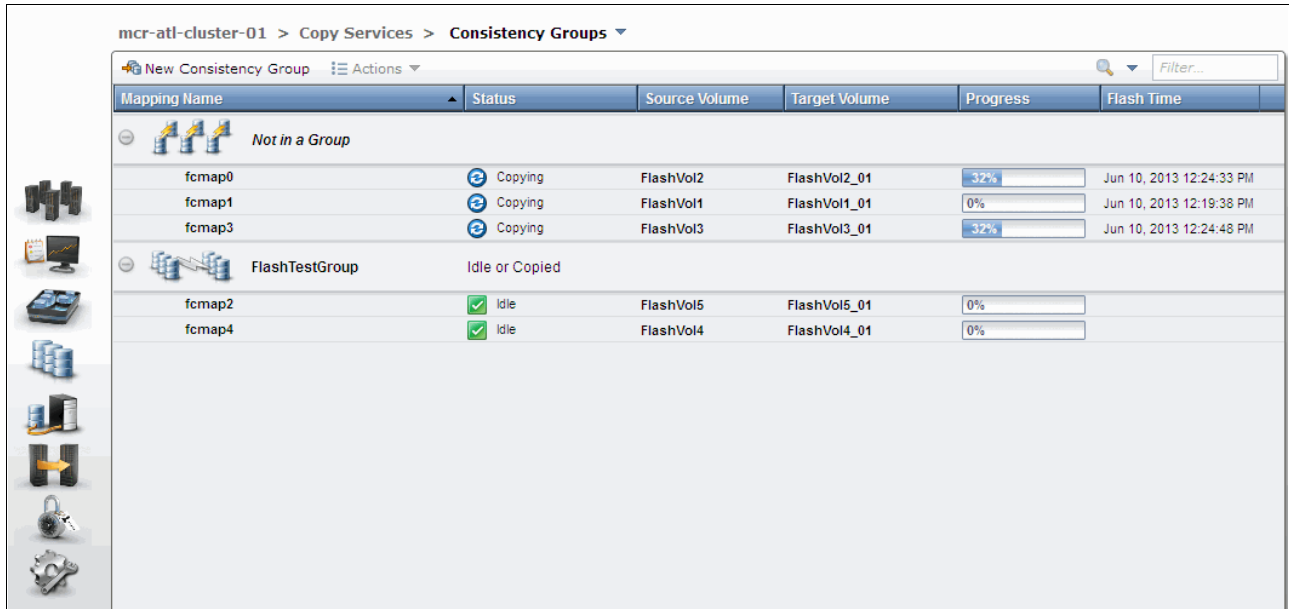 mcr-atl-cluster-01 > Copy Services > Consistency Groups
New Consistency Group Actions Filter...
Mapping Name Status Source Volume Target Volume Progress Flash Time
Not in a Group
fcmap0 Copying FlashVol2 FlashVol2_01 32% Jun 10, 2013 12:24:33 PM
fcmap1 Copying FlashVol1 FlashVol1_01 0% Jun 10, 2013 12:19:38 PM
fcmap3 Copying FlashVol3 FlashVol3_01 32% Jun 10, 2013 12:24:48 PM
FlashTestGroup Idle or Copied
fcmap2 Idle FlashVol5 FlashVol5_01 0%
fcmap4 Idle FlashVol4 FlashVol4_01 0%